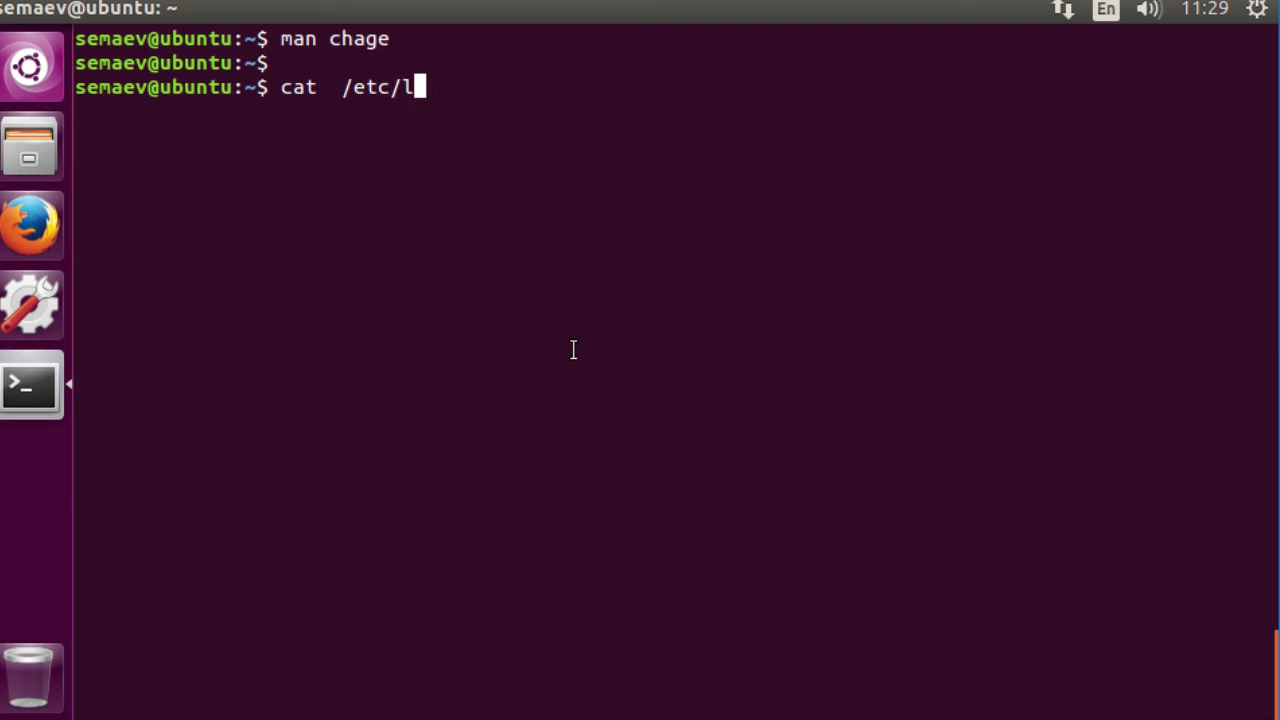 semaev@ubuntu: ~
En
11:29
semaev@ubuntu:~$ man chage
semaev@ubuntu:~$
semaev@ubuntu:~$ cat  /etc/l
>_